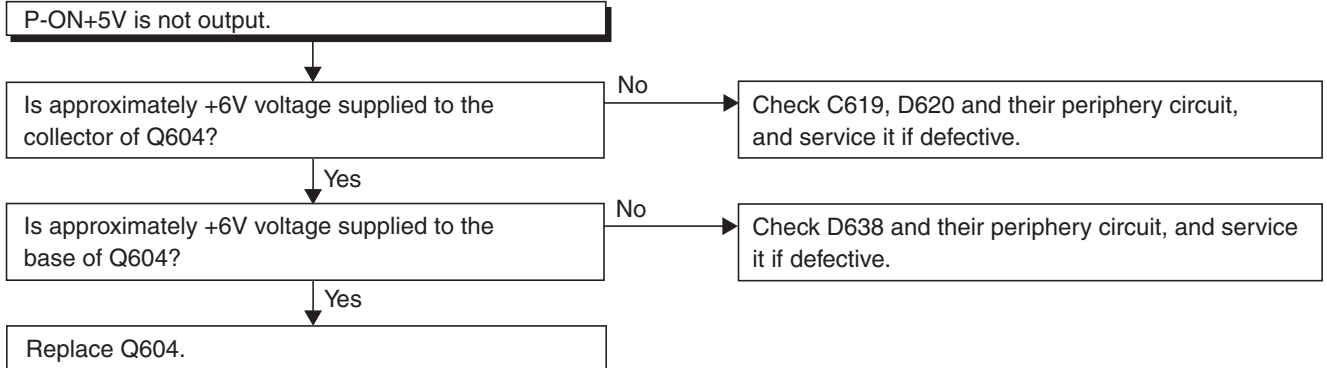 P-ON+5V is not output.
Is approximately +6V voltage supplied to the
collector of Q604?
No
Check C619, D620 and their periphery circuit,
and service it if defective.
Yes
Is approximately +6V voltage supplied to the
base of Q604?
No
Check D638 and their periphery circuit, and service
it if defective.
Yes
Replace Q604.